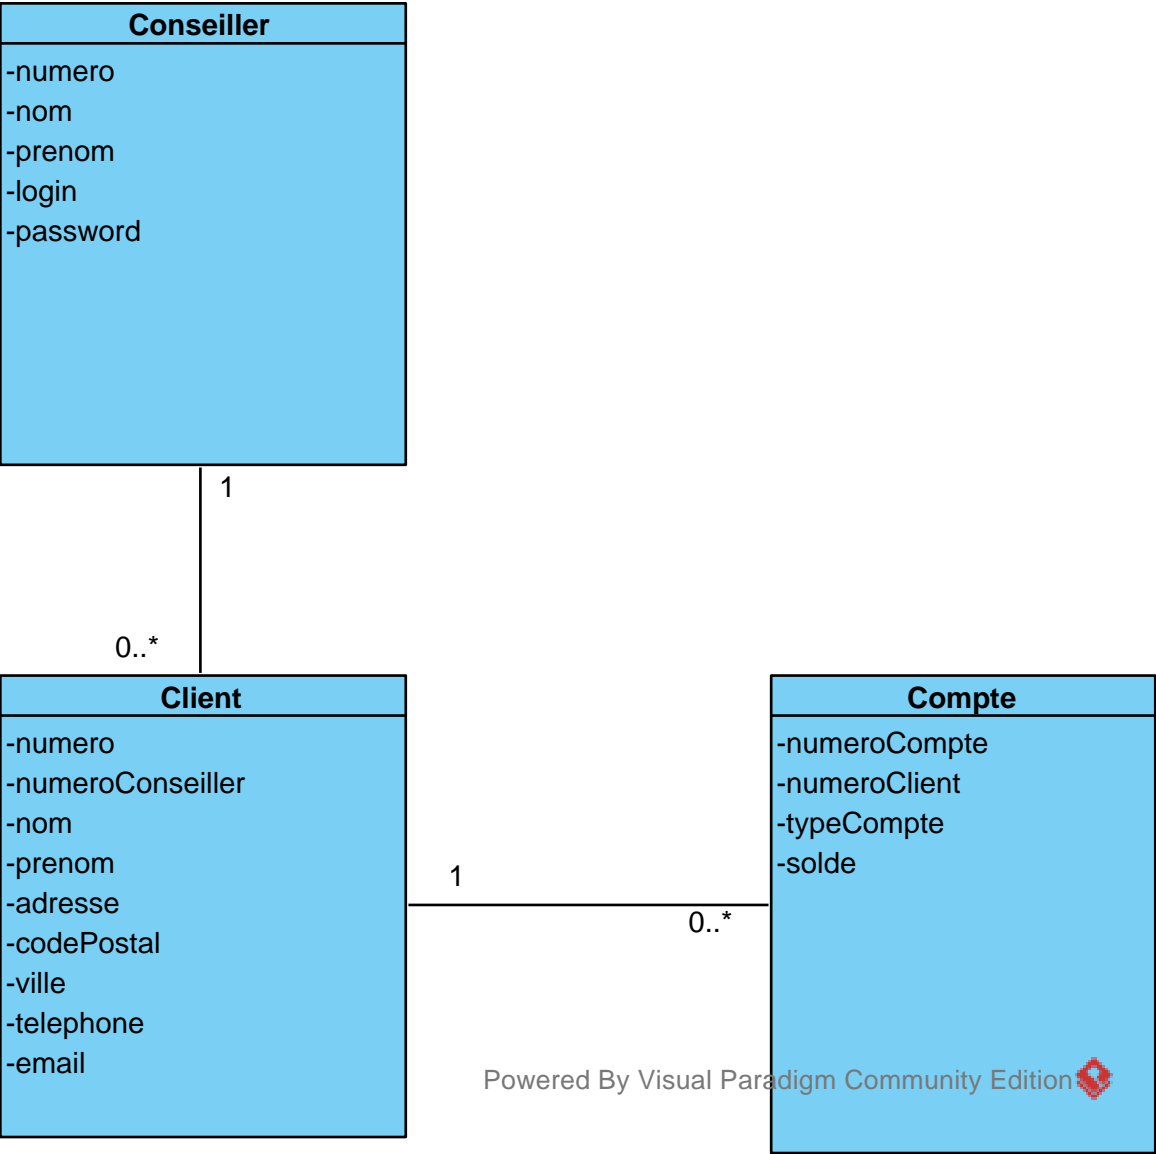 Conseiller
-numero
-nom
-prenom
-login
-password
1
0..*
Client
-numero
-numeroConseiller
-nom
-prenom
-adresse
-codePostal
-ville
-telephone
-email
1
0..*
Compte
-numeroCompte
-numeroClient
-typeCompte
-solde
Powered By Visual Paradigm Community Edition